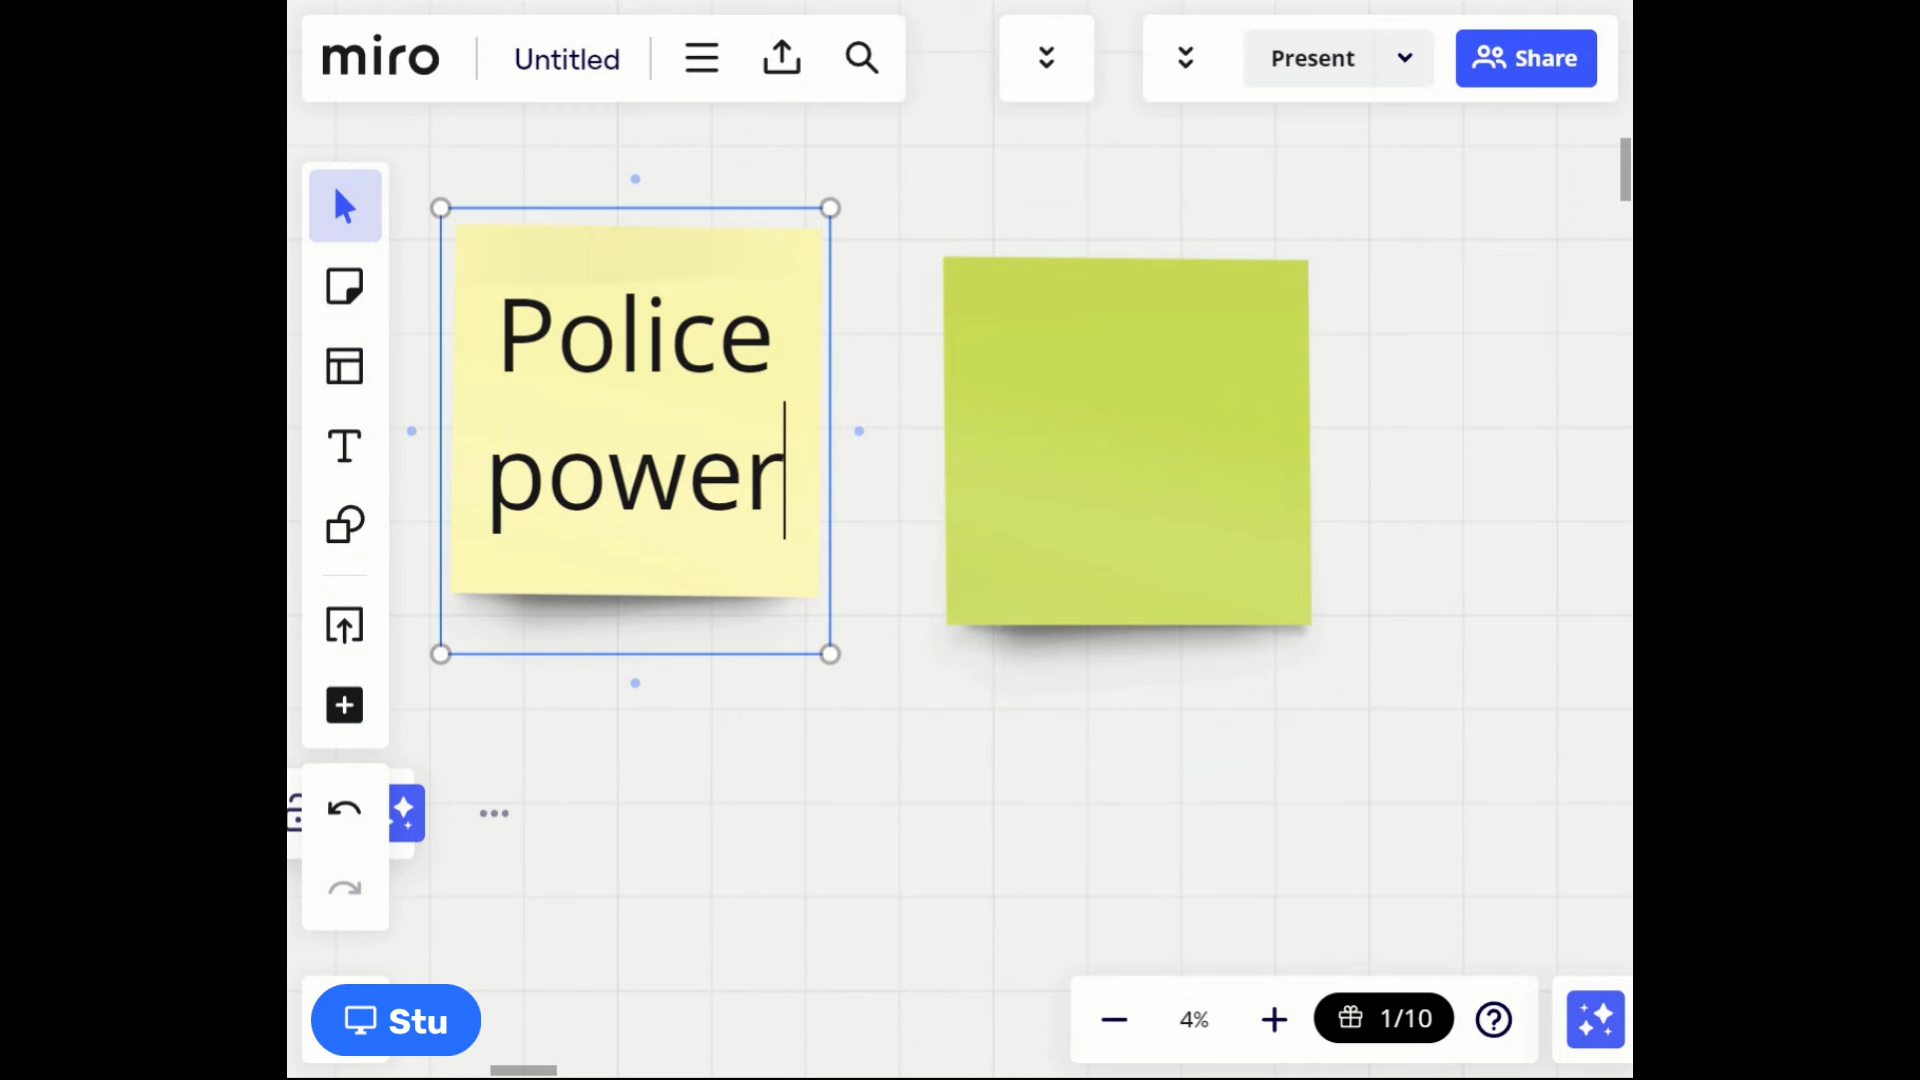 miro
Untitled
Present
Share
Police
power
Stu
4%
1/10